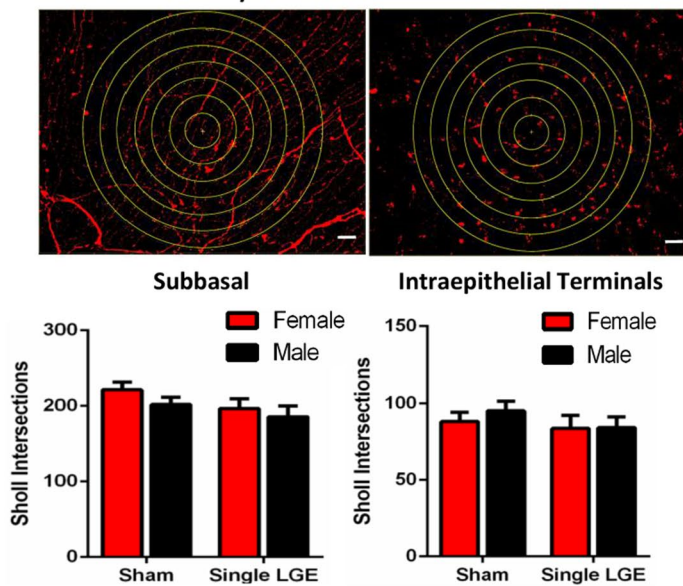 Subbasal
Intraepithelial Terminals
Female
Male
300
200
100
0
Sholl Intersections
Sham
Single LGE
Female
Male
150
100
50
0
Sholl Intersections
Sham
Single LGE